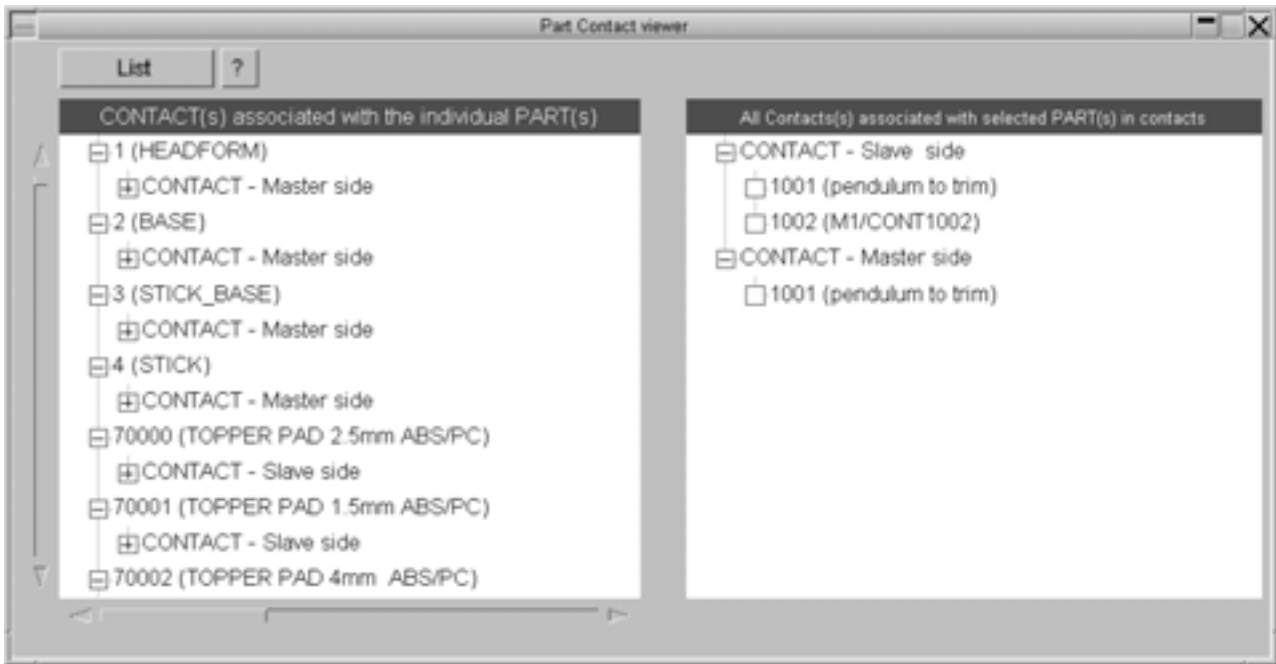 Part Contact viewer
List ?
CONTACT(s) associated with the individual PART(s)
1 (HEADFORM)
CONTACT - Master side
2 (BASE)
CONTACT - Master side
3 (STICK_BASE)
CONTACT - Master side
4 (STICK)
CONTACT - Master side
70000 (TOPPER PAD 2.5mm ABS/PC)
CONTACT - Slave side
70001 (TOPPER PAD 1.5mm ABS/PC)
CONTACT - Slave side
70002 (TOPPER PAD 4mm ABS/PC)
All Contacts(s) associated with selected PART(s) in contacts
CONTACT - Slave side
1001 (pendulum to trim)
1002 (M1/CONT1002)
CONTACT - Master side
1001 (pendulum to trim)